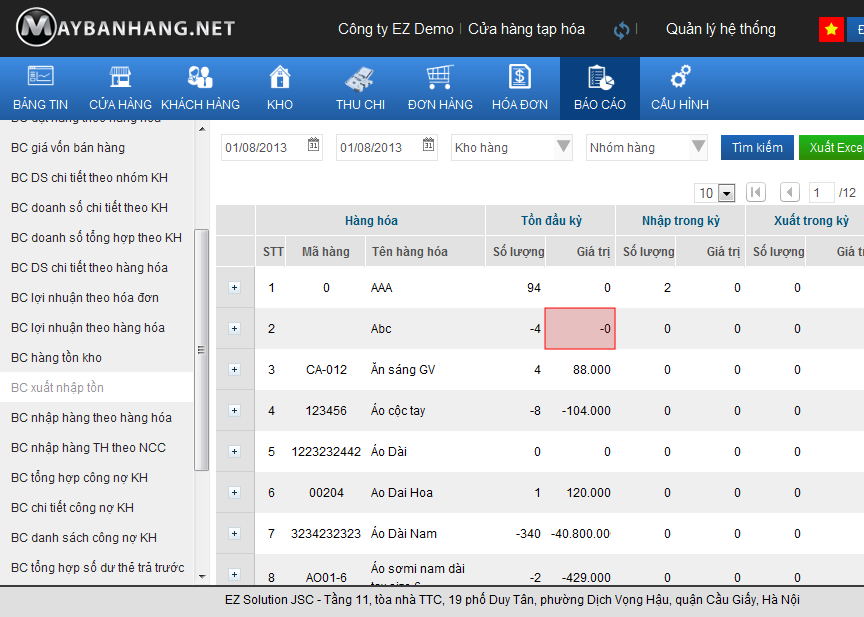 MAYBANHANG.NET
Công ty EZ Demo | Cửa hàng tạp hóa | Quản lý hệ thống
BẢNG TIN CỬA HÀNG KHÁCH HÀNG KHO THU CHI ĐƠN HÀNG HÓA ĐƠN BÁO CÁO CẤU HÌNH
BC giá vốn bán hàng
BC DS chi tiết theo nhóm KH
BC doanh số chi tiết theo KH
BC doanh số tổng hợp theo KH
BC DS chi tiết theo hàng hóa
BC lợi nhuận theo hóa đơn
BC lợi nhuận theo hàng hóa
BC hàng tồn kho
BC xuất nhập tồn
BC nhập hàng theo hàng hóa
BC nhập hàng TH theo NCC
BC tổng hợp công nợ KH
BC chi tiết công nợ KH
BC danh sách công nợ KH
BC tổng hợp số dư thẻ trả trước
01/08/2013 01/08/2013 Kho hàng Nhóm hàng Tìm kiếm Xuất Exce
10 1 /12
Hàng hóa Tồn đầu kỳ Nhập trong kỳ Xuất trong kỳ
STT Mã hàng Tên hàng hóa Số lượng Giá trị Số lượng Giá trị Số lượng Giá tr
+ 1 0 AAA 94 0 2 0 0
+ 2 Abc -4 -0 0 0 0
+ 3 CA-012 Ăn sáng GV 4 88.000 0 0 0
+ 4 123456 Áo cộc tay -8 -104.000 0 0 0
+ 5 1223232442 Áo Dài 0 0 0 0 0
+ 6 00204 Ao Dai Hoa 1 120.000 0 0 0
+ 7 3234232323 Áo Dài Nam -340 -40.800.00 0 0 0
+ 8 AO01-6 Áo sơmi nam dài -2 -429.000 0 0 0
EZ Solution JSC - Tầng 11, tòa nhà TTC, 19 phố Duy Tân, phường Dịch Vọng Hậu, quận Cầu Giấy, Hà Nội